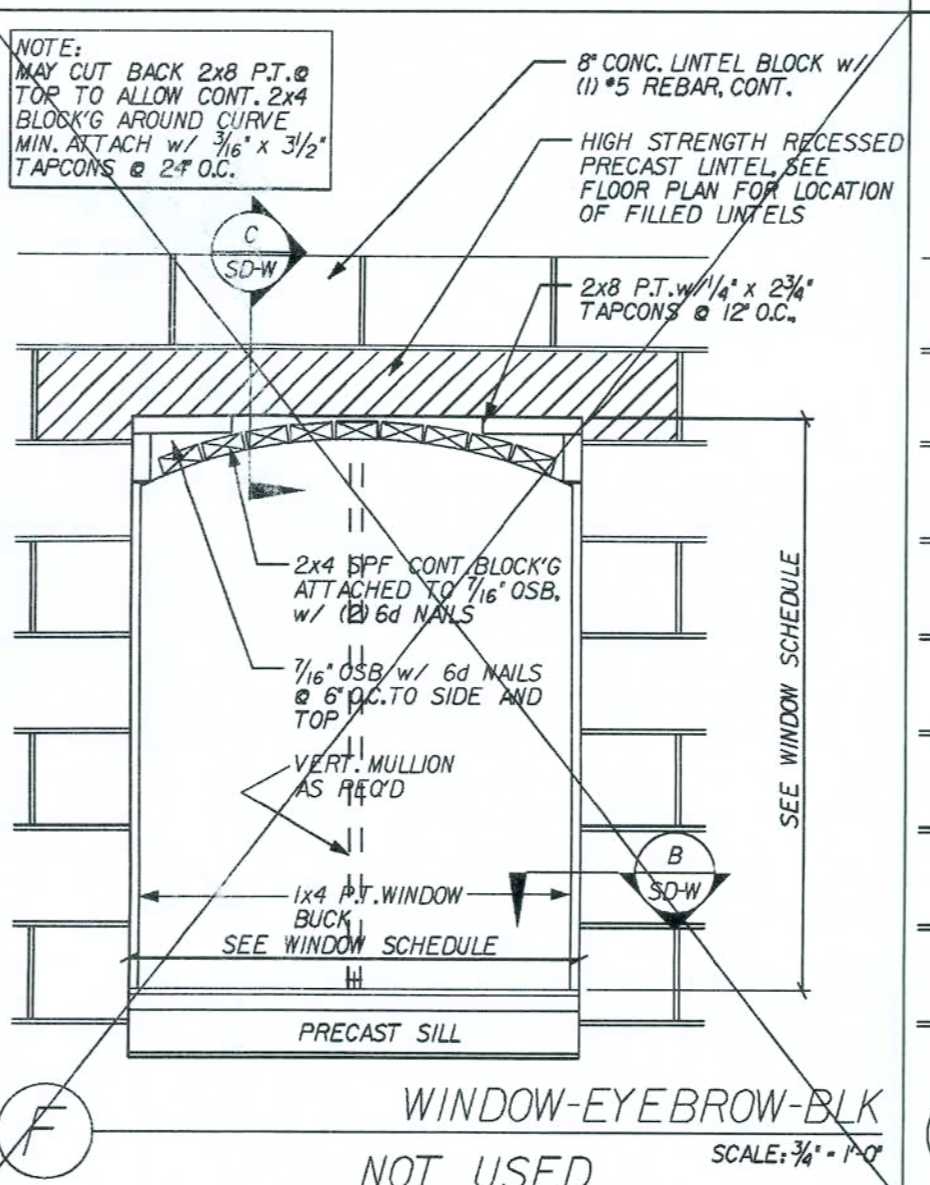 NOTE:
MAY CUT BACK 2x8 P.T.@
TOP TO ALLOW CONT. 2x4
BLOCK'G AROUND CURVE
MIN. ATTACH w/ 3/16" x 3 1/2"
TAPCONS @ 24" O.C.
8" CONC. LINTEL BLOCK w/
(1) #5 REBAR, CONT.
HIGH STRENGTH RECESSED
PRECAST LINTEL, SEE
FLOOR PLAN FOR LOCATION
OF FILLED LINTELS
C
SD-W
2x8 P.T. w/ 1/4" x 2 3/4"
TAPCONS @ 12" O.C.
2x4 SPF CONT. BLOCK'G
ATTACHED TO 7/16" OSB.
w/ (2) 6d NAILS
7/16" OSB w/ 6d NAILS
@ 6" O.C. TO SIDE AND
TOP
SEE WINDOW SCHEDULE
VERT. MULLION
AS REQ'D
B
SD-W
1x4 P.T. WINDOW
BUCK
SEE WINDOW SCHEDULE
PRECAST SILL
F
WINDOW-EYEBROW-BLK
SCALE: 3/4" = 1'-0"
NOT USED